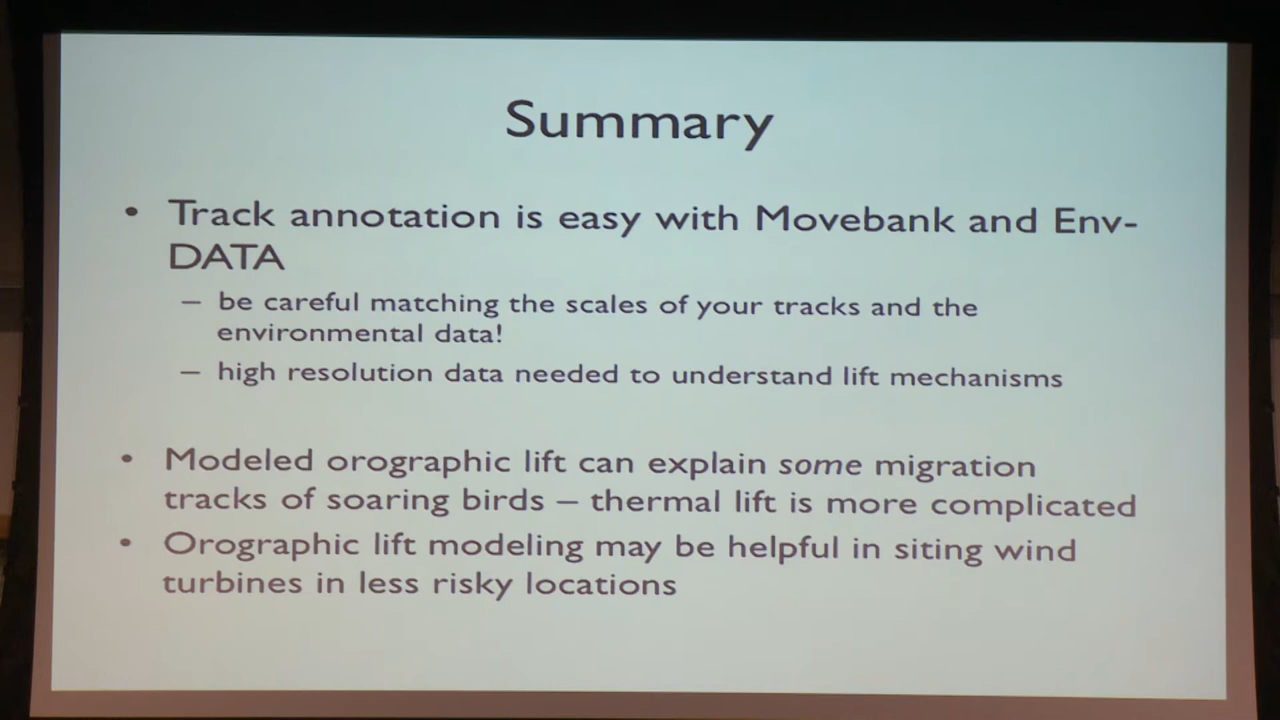 Summary
• Track annotation is easy with Movebank and Env-
DATA
– be careful matching the scales of your tracks and the
environmental data!
– high resolution data needed to understand lift mechanisms
• Modeled orographic lift can explain some migration
tracks of soaring birds – thermal lift is more complicated
• Orographic lift modeling may be helpful in siting wind
turbines in less risky locations